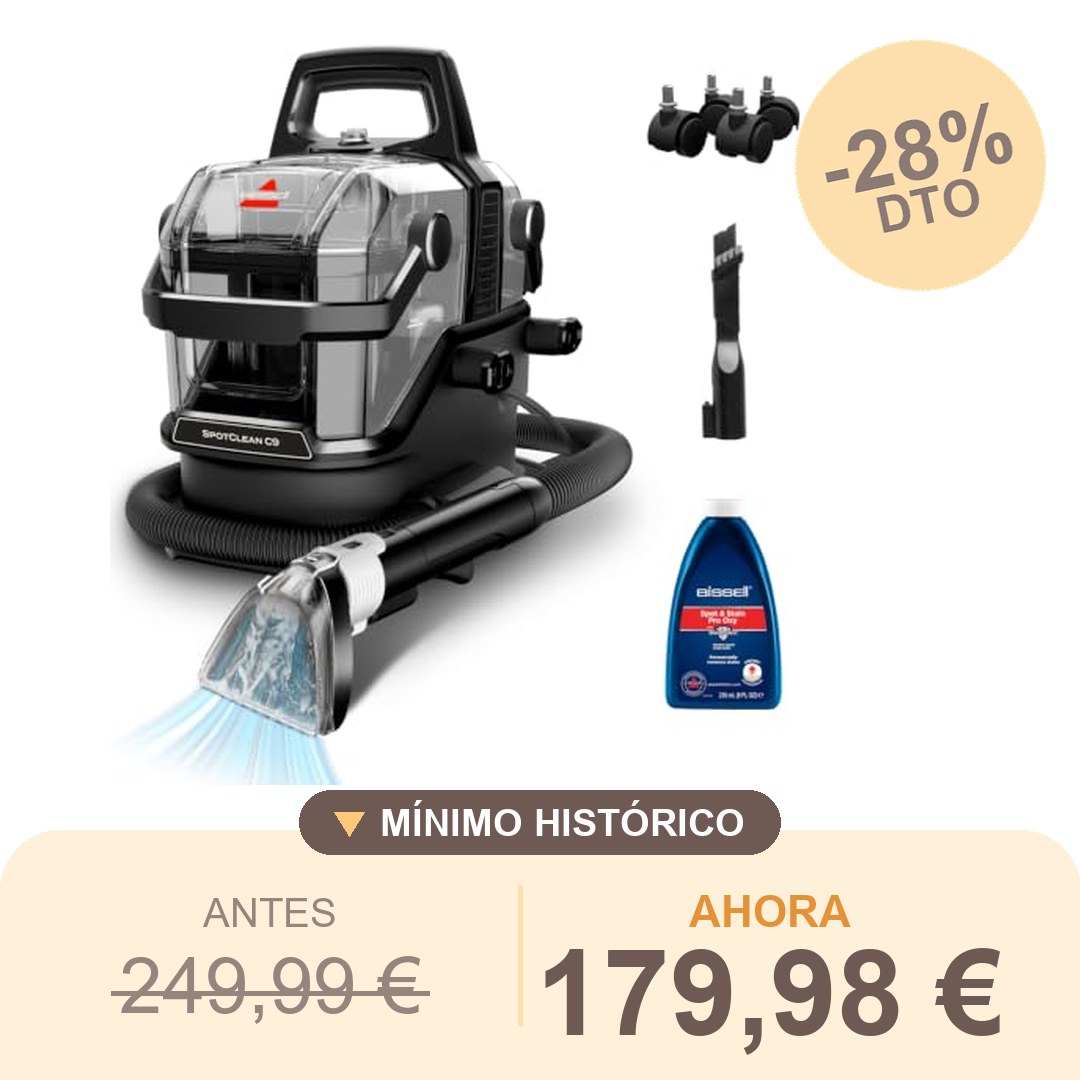 -28%
DTO
SPOTCLEAN C9
BISSELL
Spot & Stain
Pro Oxy
MÍNIMO HISTÓRICO
ANTES
249,99 €
AHORA
179,98 €